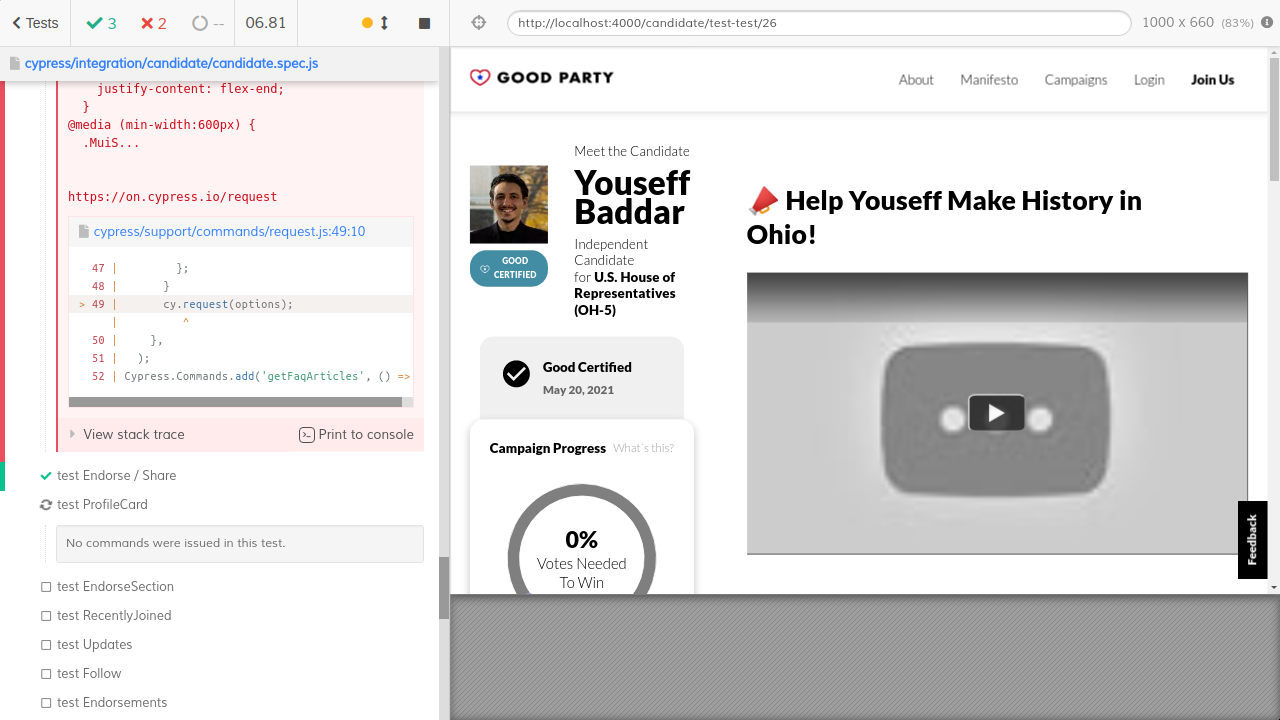 Tests
3
2
--
06.81
http://localhost:4000/candidate/test-test/26
1000 x 660 (83%)
cypress/integration/candidate/candidate.spec.js
justify-content: flex-end;
}
@media (min-width:600px) {
.MuiS...
https://on.cypress.io/request
cypress/support/commands/request.js:49:10
47 | };
48 | }
> 49 | cy.request(options);
| ^
50 | },
51 | );
52 | Cypress.Commands.add('getFaqArticles', () =>
View stack trace
Print to console
test Endorse / Share
test ProfileCard
No commands were issued in this test.
test EndorseSection
test RecentlyJoined
test Updates
test Follow
test Endorsements
GOOD PARTY
About
Manifesto
Campaigns
Login
Join Us
Meet the Candidate
Youseff
Baddar
Independent
Candidate
for U.S. House of
Representatives
(OH-5)
GOOD
CERTIFIED
Good Certified
May 20, 2021
Campaign Progress What's this?
0%
Votes Needed
To Win
Help Youseff Make History in
Ohio!
Feedback